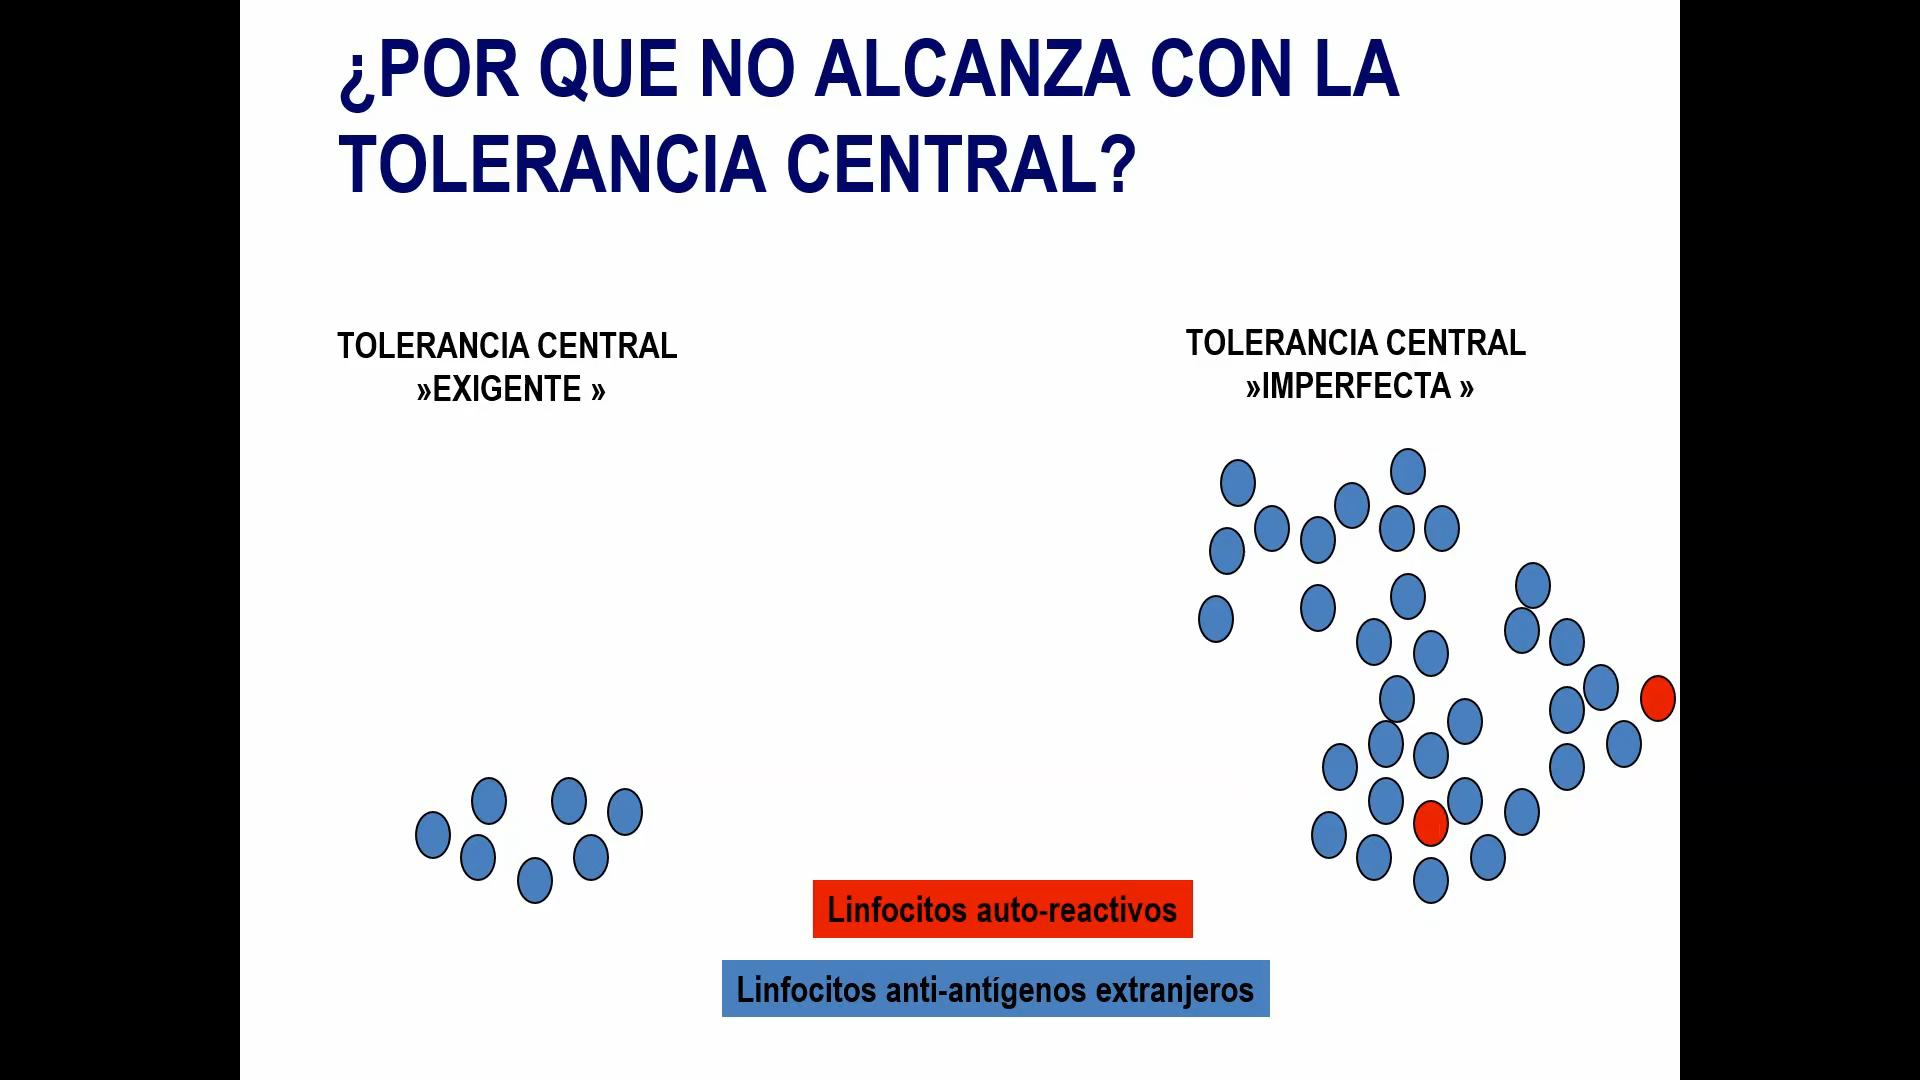 ¿POR QUE NO ALCANZA CON LA
TOLERANCIA CENTRAL?
TOLERANCIA CENTRAL
»EXIGENTE »
TOLERANCIA CENTRAL
»IMPERFECTA »
Linfocitos auto-reactivos
Linfocitos anti-antígenos extranjeros